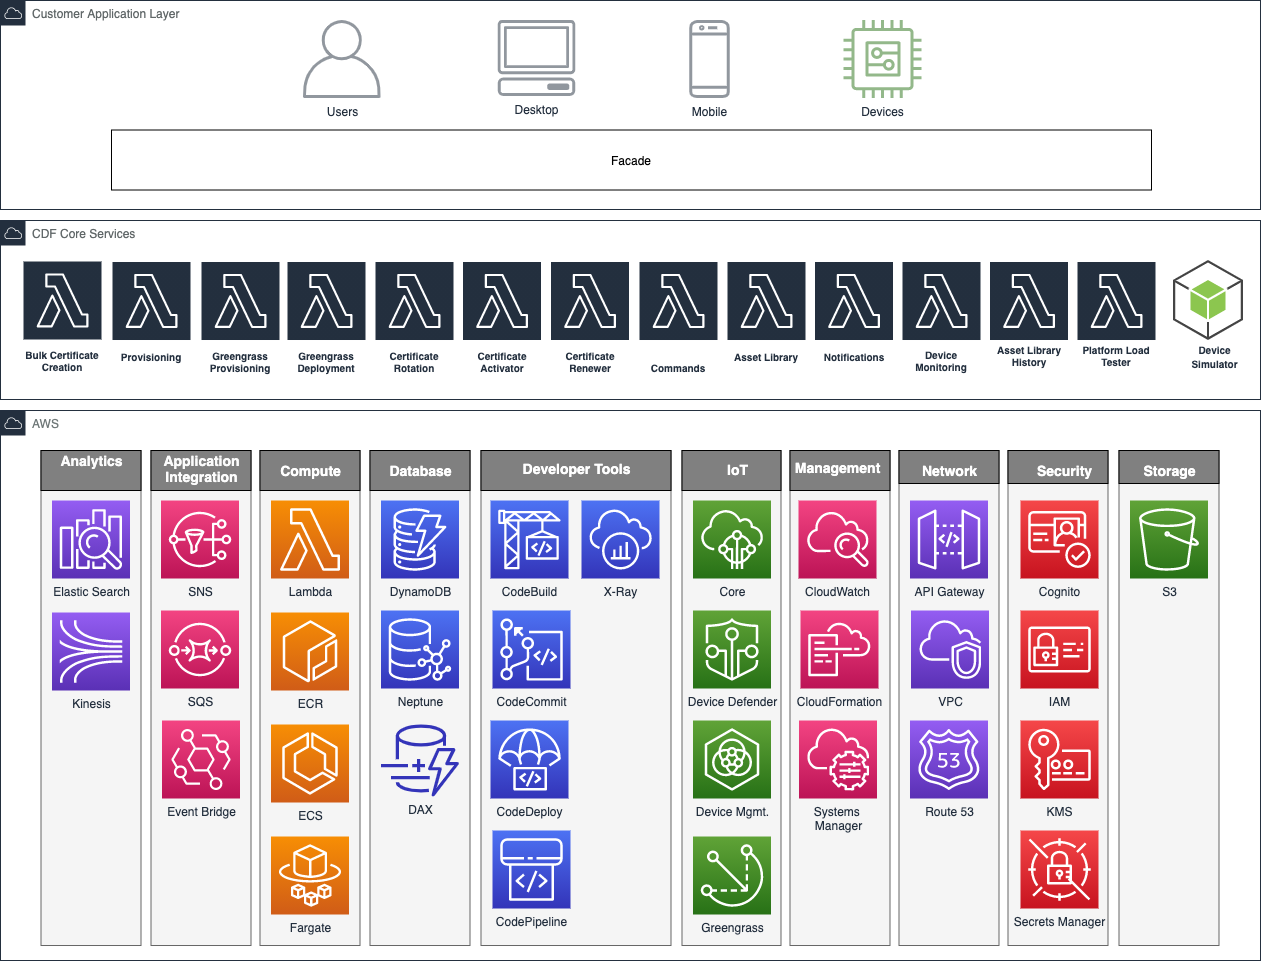 Customer Application Layer
Users
Desktop
Mobile
Devices
Facade
CDF Core Services
Bulk Certificate
Creation
Provisioning
Greengrass
Provisioning
Greengrass
Deployment
Certificate
Rotation
Certificate
Activator
Certificate
Renewer
Commands
Asset Library
Notifications
Device
Monitoring
Asset Library
History
Platform Load
Tester
Device
Simulator
AWS
Analytics
Elastic Search
Kinesis
Application
Integration
SNS
SQS
Event Bridge
Compute
Lambda
ECR
ECS
Fargate
Database
DynamoDB
Neptune
DAX
Developer Tools
CodeBuild
X-Ray
CodeCommit
CodeDeploy
CodePipeline
IoT
Core
Device Defender
Device Mgmt.
Greengrass
Management
CloudWatch
CloudFormation
Systems
Manager
Network
API Gateway
VPC
53
Route 53
Security
Cognito
IAM
KMS
Secrets Manager
Storage
S3